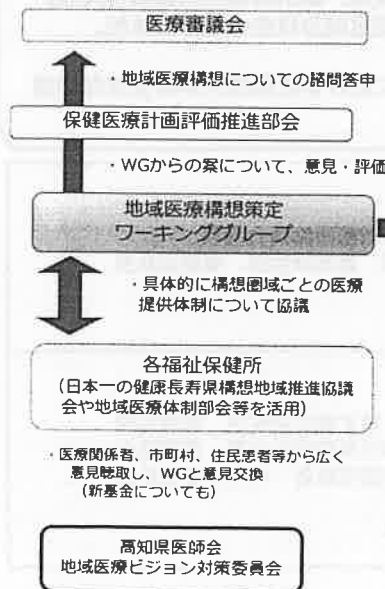 医療審議会
・地域医療構想についての諮問答申
保健医療計画評価推進部会
・WGからの案について、意見・評価
地域医療構想策定
ワーキンググループ
・具体的に構想圏域ごとの医療
提供体制について協議
各福祉保健所
(日本一の健康長寿県構想地域推進協議
会や地域医療体制部会等を活用)
・医療関係者、市町村、住民患者等から広く
意見聴取し、WGと意見交換
(新基金についても)
高知県医師会
地域医療ビジョン対策委員会